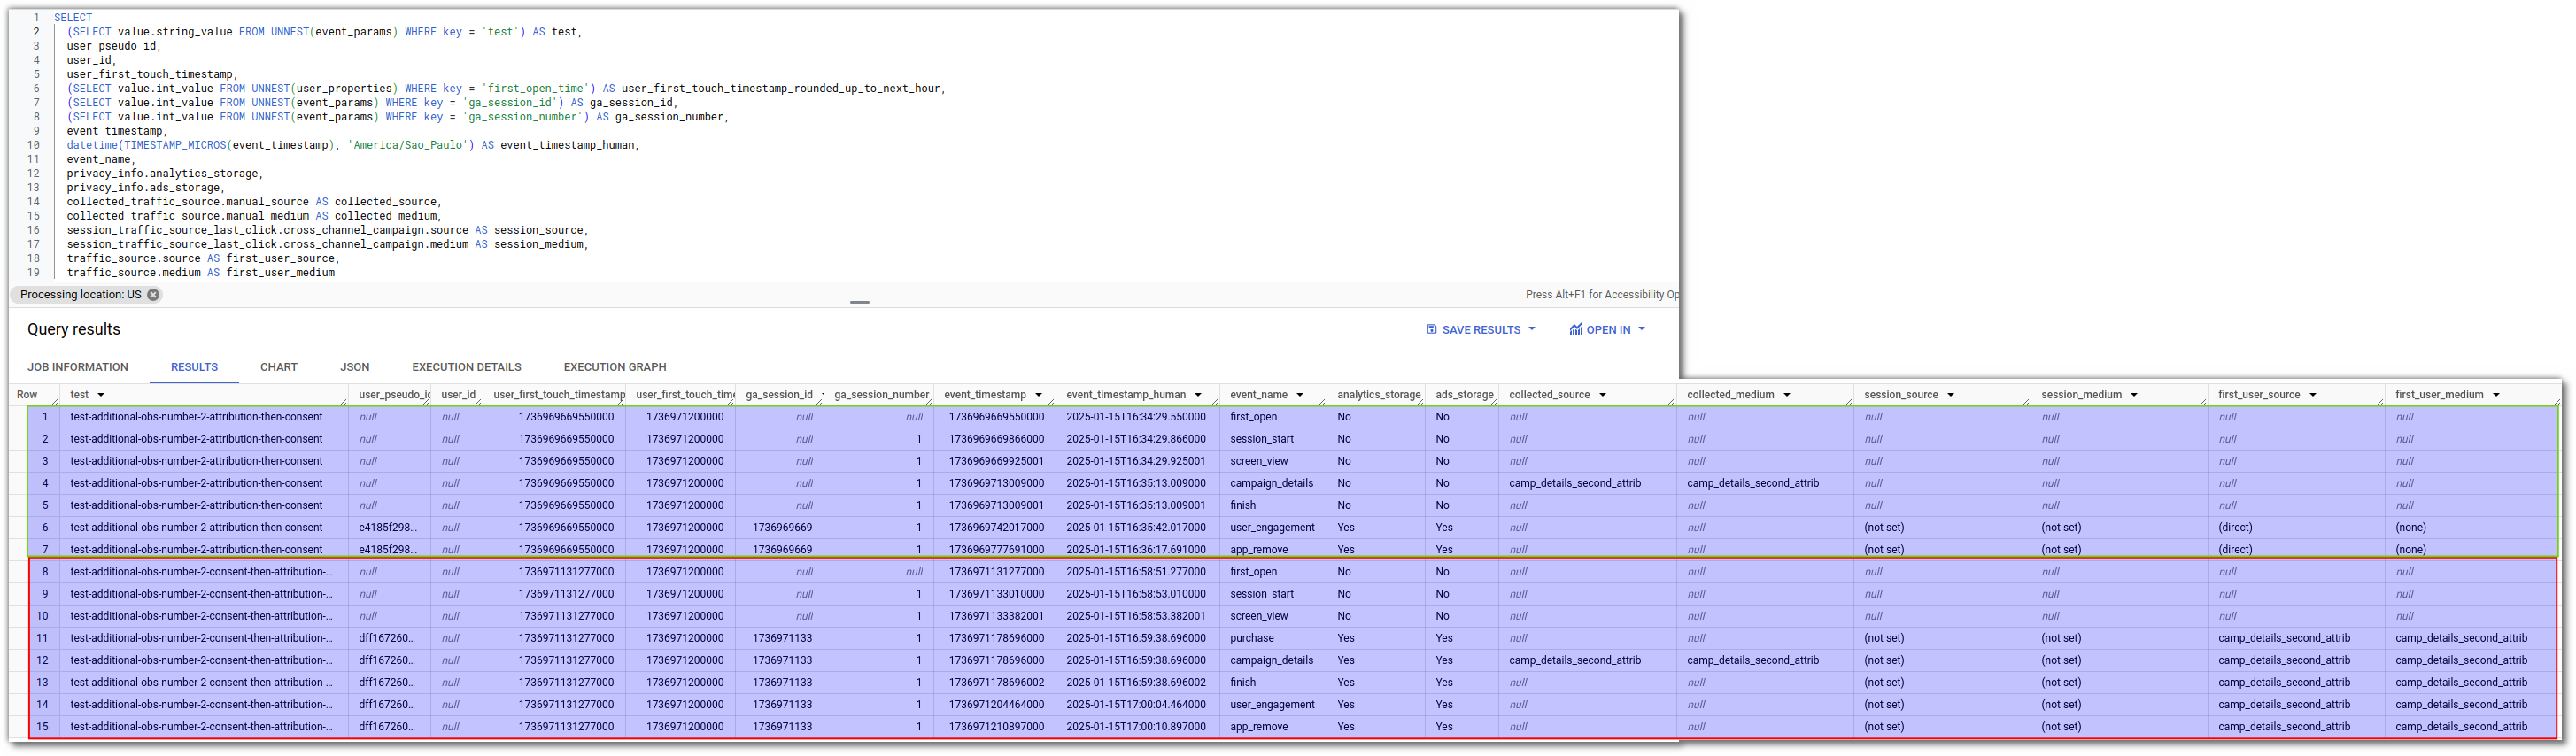 1 SELECT
2 (SELECT value.string_value FROM UNNEST(event_params) WHERE key = 'test') AS test,
3 user_pseudo_id,
4 user_id,
5 user_first_touch_timestamp,
6 (SELECT value.int_value FROM UNNEST(user_properties) WHERE key = 'first_open_time') AS user_first_touch_timestamp_rounded_up_to_next_hour,
7 (SELECT value.int_value FROM UNNEST(event_params) WHERE key = 'ga_session_id') AS ga_session_id,
8 (SELECT value.int_value FROM UNNEST(event_params) WHERE key = 'ga_session_number') AS ga_session_number,
9 event_timestamp,
10 datetime(TIMESTAMP_MICROS(event_timestamp), 'America/Sao_Paulo') AS event_timestamp_human,
11 event_name,
12 privacy_info.analytics_storage,
13 privacy_info.ads_storage,
14 collected_traffic_source.manual_source AS collected_source,
15 collected_traffic_source.manual_medium AS collected_medium,
16 session_traffic_source_last_click.cross_channel_campaign.source AS session_source,
17 session_traffic_source_last_click.cross_channel_campaign.medium AS session_medium,
18 traffic_source.source AS first_user_source,
19 traffic_source.medium AS first_user_medium
Processing location: US
Press Alt+F1 for Accessibility Op
Query results SAVE RESULTS OPEN IN
JOB INFORMATION RESULTS CHART JSON EXECUTION DETAILS EXECUTION GRAPH
Row test user_pseudo_id user_id user_first_touch_timestamp user_first_touch_time ga_session_id ga_session_number event_timestamp event_timestamp_human event_name analytics_storage ads_storage collected_source collected_medium session_source session_medium first_user_source first_user_medium
1 test-additional-obs-number-2-attribution-then-consent null null 1736969669550000 1736971200000 null null 1736969669550000 2025-01-15T16:34:29.550000 first_open No No null null null null null null
2 test-additional-obs-number-2-attribution-then-consent null null 1736969669550000 1736971200000 null 1 1736969669866000 2025-01-15T16:34:29.866000 session_start No No null null null null null null
3 test-additional-obs-number-2-attribution-then-consent null null 1736969669550000 1736971200000 null 1 1736969669925001 2025-01-15T16:34:29.925001 screen_view No No null null null null null null
4 test-additional-obs-number-2-attribution-then-consent null null 1736969669550000 1736971200000 null 1 1736969713009000 2025-01-15T16:35:13.009000 campaign_details No No camp_details_second_attrib camp_details_second_attrib null null null null
5 test-additional-obs-number-2-attribution-then-consent null null 1736969669550000 1736971200000 null 1 1736969713009001 2025-01-15T16:35:13.009001 finish No No null null null null null null
6 test-additional-obs-number-2-attribution-then-consent e4185f298... null 1736969669550000 1736971200000 1736969669 1 1736969742017000 2025-01-15T16:35:42.017000 user_engagement Yes Yes null null (not set) (not set) (direct) (none)
7 test-additional-obs-number-2-attribution-then-consent e4185f298... null 1736969669550000 1736971200000 1736969669 1 1736969777691000 2025-01-15T16:36:17.691000 app_remove Yes Yes null null (not set) (not set) (direct) (none)
8 test-additional-obs-number-2-consent-then-attribution-... null null 1736971131277000 1736971200000 null null 1736971131277000 2025-01-15T16:58:51.277000 first_open No No null null null null null null
9 test-additional-obs-number-2-consent-then-attribution-... null null 1736971131277000 1736971200000 null 1 1736971133010000 2025-01-15T16:58:53.010000 session_start No No null null null null null null
10 test-additional-obs-number-2-consent-then-attribution-... null null 1736971131277000 1736971200000 null 1 1736971133382001 2025-01-15T16:58:53.382001 screen_view No No null null null null null null
11 test-additional-obs-number-2-consent-then-attribution-... dff167260... null 1736971131277000 1736971200000 1736971133 1 1736971178696000 2025-01-15T16:59:38.696000 purchase Yes Yes null null (not set) (not set) camp_details_second_attrib camp_details_second_attrib
12 test-additional-obs-number-2-consent-then-attribution-... dff167260... null 1736971131277000 1736971200000 1736971133 1 1736971178696000 2025-01-15T16:59:38.696000 campaign_details Yes Yes camp_details_second_attrib camp_details_second_attrib (not set) (not set) camp_details_second_attrib camp_details_second_attrib
13 test-additional-obs-number-2-consent-then-attribution-... dff167260... null 1736971131277000 1736971200000 1736971133 1 1736971178696002 2025-01-15T16:59:38.696002 finish Yes Yes null null (not set) (not set) camp_details_second_attrib camp_details_second_attrib
14 test-additional-obs-number-2-consent-then-attribution-... dff167260... null 1736971131277000 1736971200000 1736971133 1 1736971204464000 2025-01-15T17:00:04.464000 user_engagement Yes Yes null null (not set) (not set) camp_details_second_attrib camp_details_second_attrib
15 test-additional-obs-number-2-consent-then-attribution-... dff167260... null 1736971131277000 1736971200000 1736971133 1 1736971210897000 2025-01-15T17:00:10.897000 app_remove Yes Yes null null (not set) (not set) camp_details_second_attrib camp_details_second_attrib